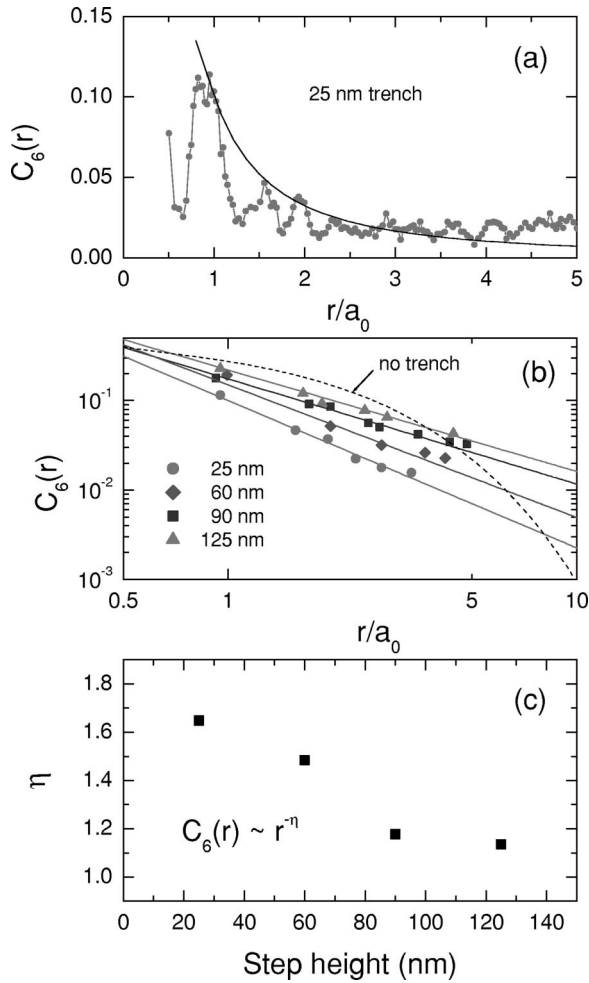 0.15
(a)
0.10
25 nm trench
C₆(r)
0.05
0.00
0 1 2 3 4 5
r/a₀
(b)
no trench
10⁻¹
C₆(r)
25 nm
10⁻²
60 nm
90 nm
125 nm
10⁻³
0.5 1 5 10
r/a₀
1.8
(c)
1.6
η
1.4
C₆(r) ~ r⁻η
1.2
1.0
0 20 40 60 80 100 120 140
Step height (nm)